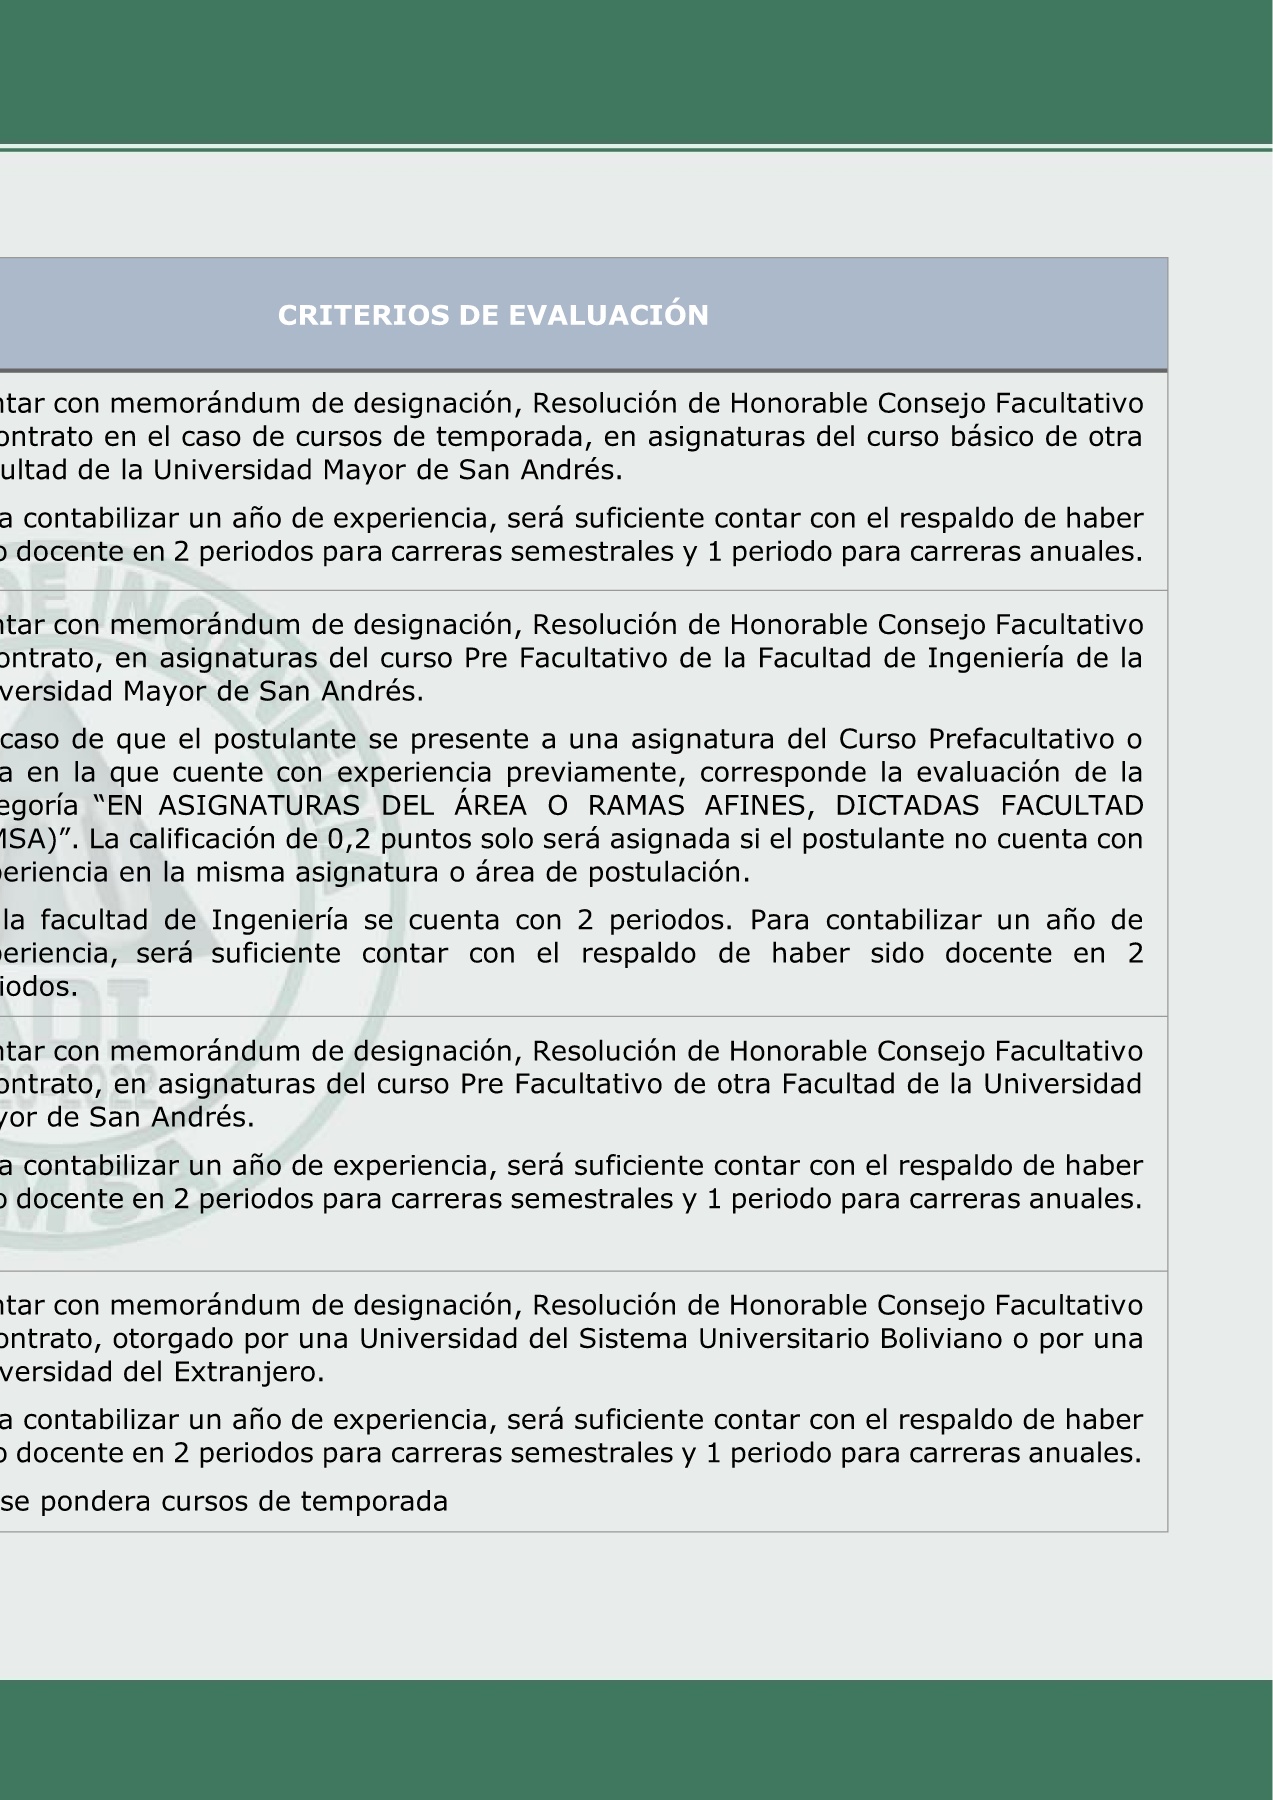 CRITERIOS DE EVALUACIÓN
ntar con memorándum de designación, Resolución de Honorable Consejo Facultativo
ontrato en el caso de cursos de temporada, en asignaturas del curso básico de otra
ultad de la Universidad Mayor de San Andrés.
a contabilizar un año de experiencia, será suficiente contar con el respaldo de haber
o docente en 2 periodos para carreras semestrales y 1 periodo para carreras anuales.
ntar con memorándum de designación, Resolución de Honorable Consejo Facultativo
ontrato, en asignaturas del curso Pre Facultativo de la Facultad de Ingeniería de la
versidad Mayor de San Andrés.
caso de que el postulante se presente a una asignatura del Curso Prefacultativo o
a en la que cuente con experiencia previamente, corresponde la evaluación de la
egoría “EN ASIGNATURAS DEL ÁREA O RAMAS AFINES, DICTADAS FACULTAD
MSA)”. La calificación de 0,2 puntos solo será asignada si el postulante no cuenta con
periencia en la misma asignatura o área de postulación.
la facultad de Ingeniería se cuenta con 2 periodos. Para contabilizar un año de
periencia, será suficiente contar con el respaldo de haber sido docente en 2
iodos.
ntar con memorándum de designación, Resolución de Honorable Consejo Facultativo
ontrato, en asignaturas del curso Pre Facultativo de otra Facultad de la Universidad
yor de San Andrés.
a contabilizar un año de experiencia, será suficiente contar con el respaldo de haber
o docente en 2 periodos para carreras semestrales y 1 periodo para carreras anuales.
ntar con memorándum de designación, Resolución de Honorable Consejo Facultativo
ontrato, otorgado por una Universidad del Sistema Universitario Boliviano o por una
versidad del Extranjero.
a contabilizar un año de experiencia, será suficiente contar con el respaldo de haber
o docente en 2 periodos para carreras semestrales y 1 periodo para carreras anuales.
se pondera cursos de temporada
DE INGENIERIA
ADI
20-2022
MSA